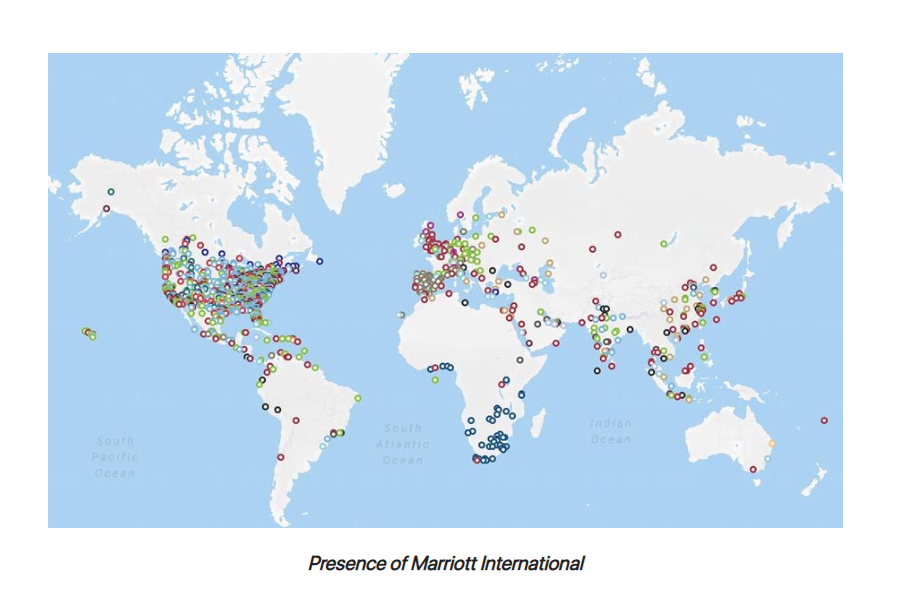 South
Pacific
Ocean
South
Atlantic
Ocean
Indian
Ocean
Presence of Marriott International